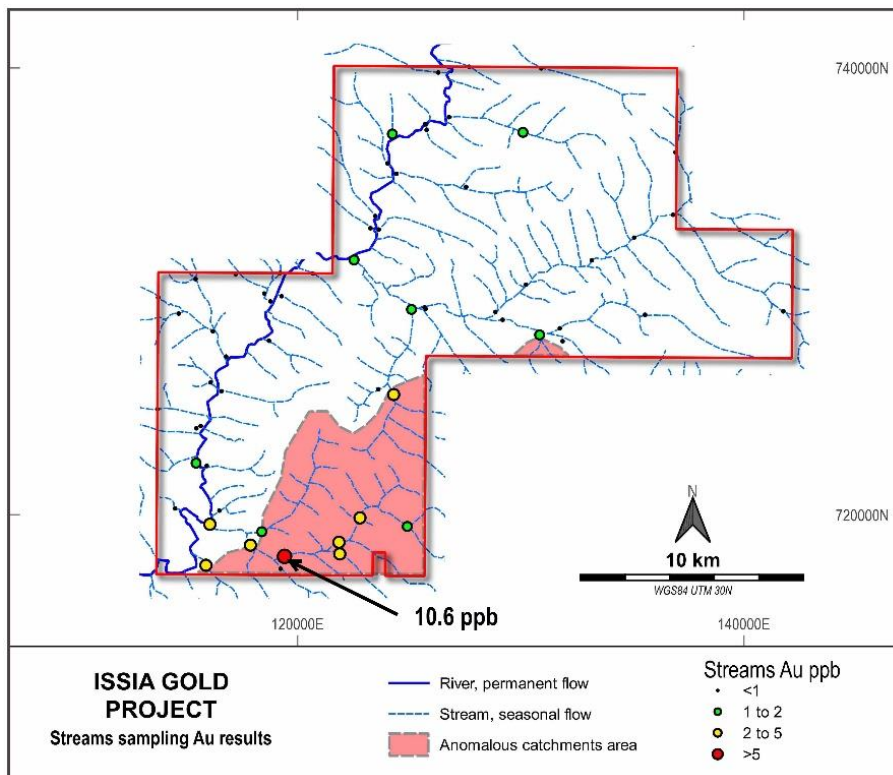 740000N
720000N
N
10 km
WGS84 UTM 30N
10.6 ppb
120000E
140000E
ISSIA GOLD
PROJECT
Streams sampling Au results
River, permanent flow
Stream, seasonal flow
Anomalous catchments area
Streams Au ppb
<1
1 to 2
2 to 5
>5